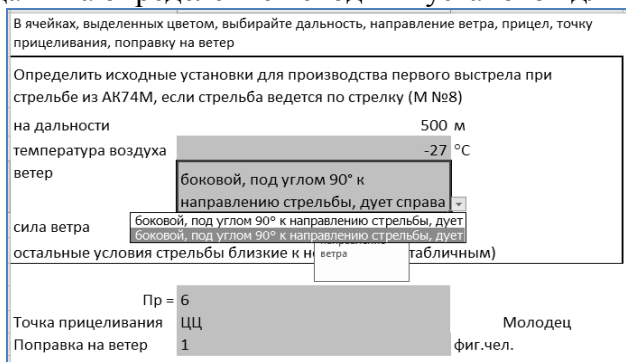 В ячейках, выделенных цветом, выбирайте дальность, направление ветра, прицел, точку
прицеливания, поправку на ветер
Определить исходные установки для производства первого выстрела при
стрельбе из АК74М, если стрельба ведется по стрелку (М №8)
на дальности 500 м
температура воздуха -27 °С
ветер
боковой, под углом 90° к
направлению стрельбы, дует справа
боковой, под углом 90° к направлению стрельбы, дует
сила ветра
боковой, под углом 90° к направлению стрельбы, дует
остальные условия стрельбы близкие к н табличным)
ветра
Пр = 6
Точка прицеливания ЦЦ Молодец
Поправка на ветер 1 фиг.чел.